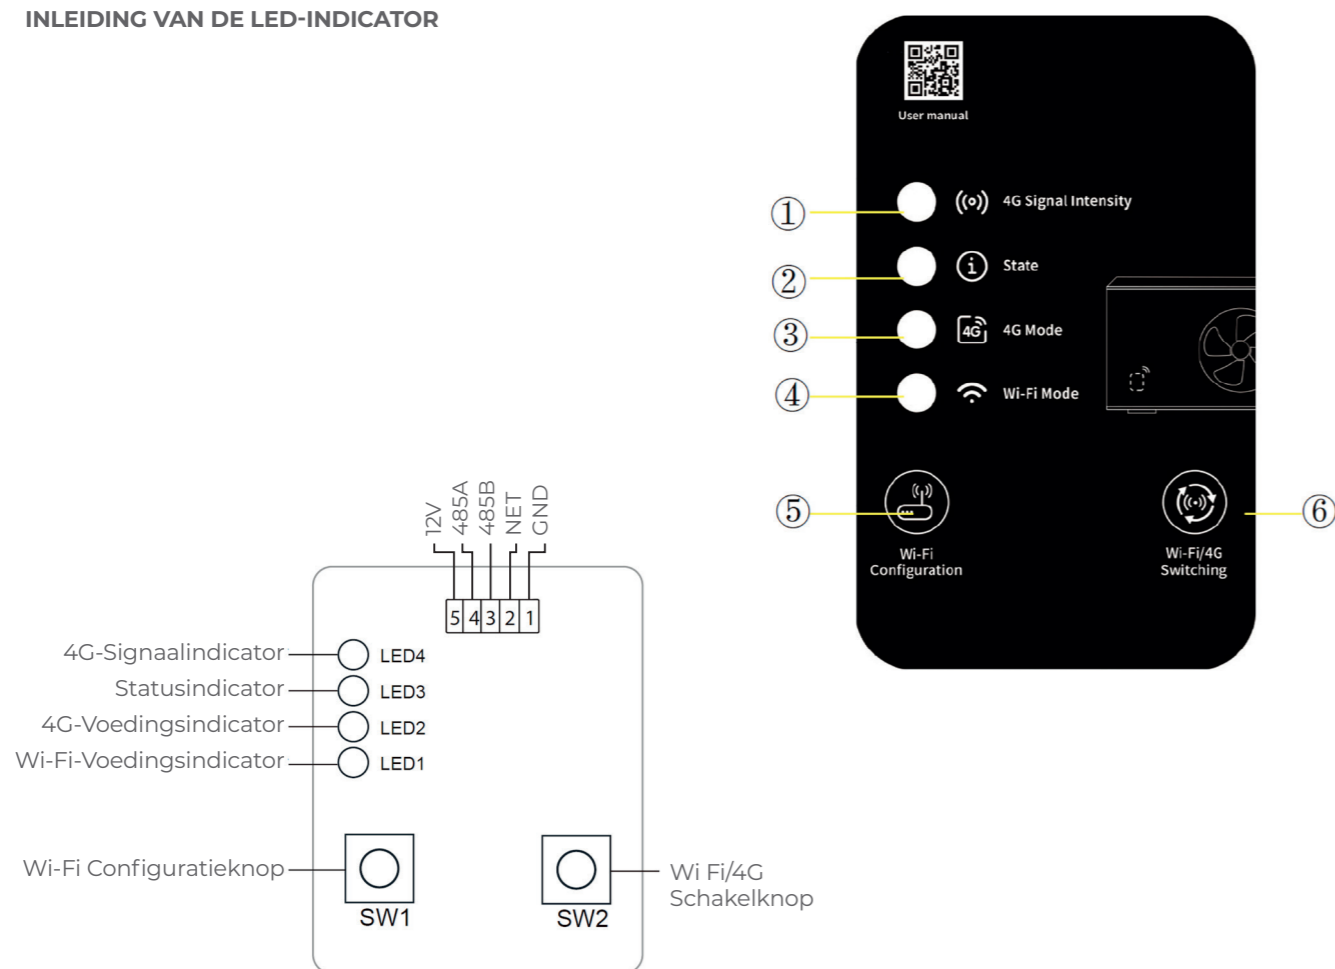 INLEIDING VAN DE LED-INDICATOR
User manual
① 4G Signal Intensity
② State
③ 4G 4G Mode
④ Wi-Fi Mode
⑤
⑥
Wi-Fi
Configuration
Wi-Fi/4G
Switching
12V
485A
485B
NET
GND
5 4 3 2 1
4G-Signaalindicator LED4
Statusindicator LED3
4G-Voedingsindicator LED2
Wi-Fi-Voedingsindicator LED1
Wi-Fi Configuratieknop
SW1
Wi Fi/4G
Schakelknop
SW2